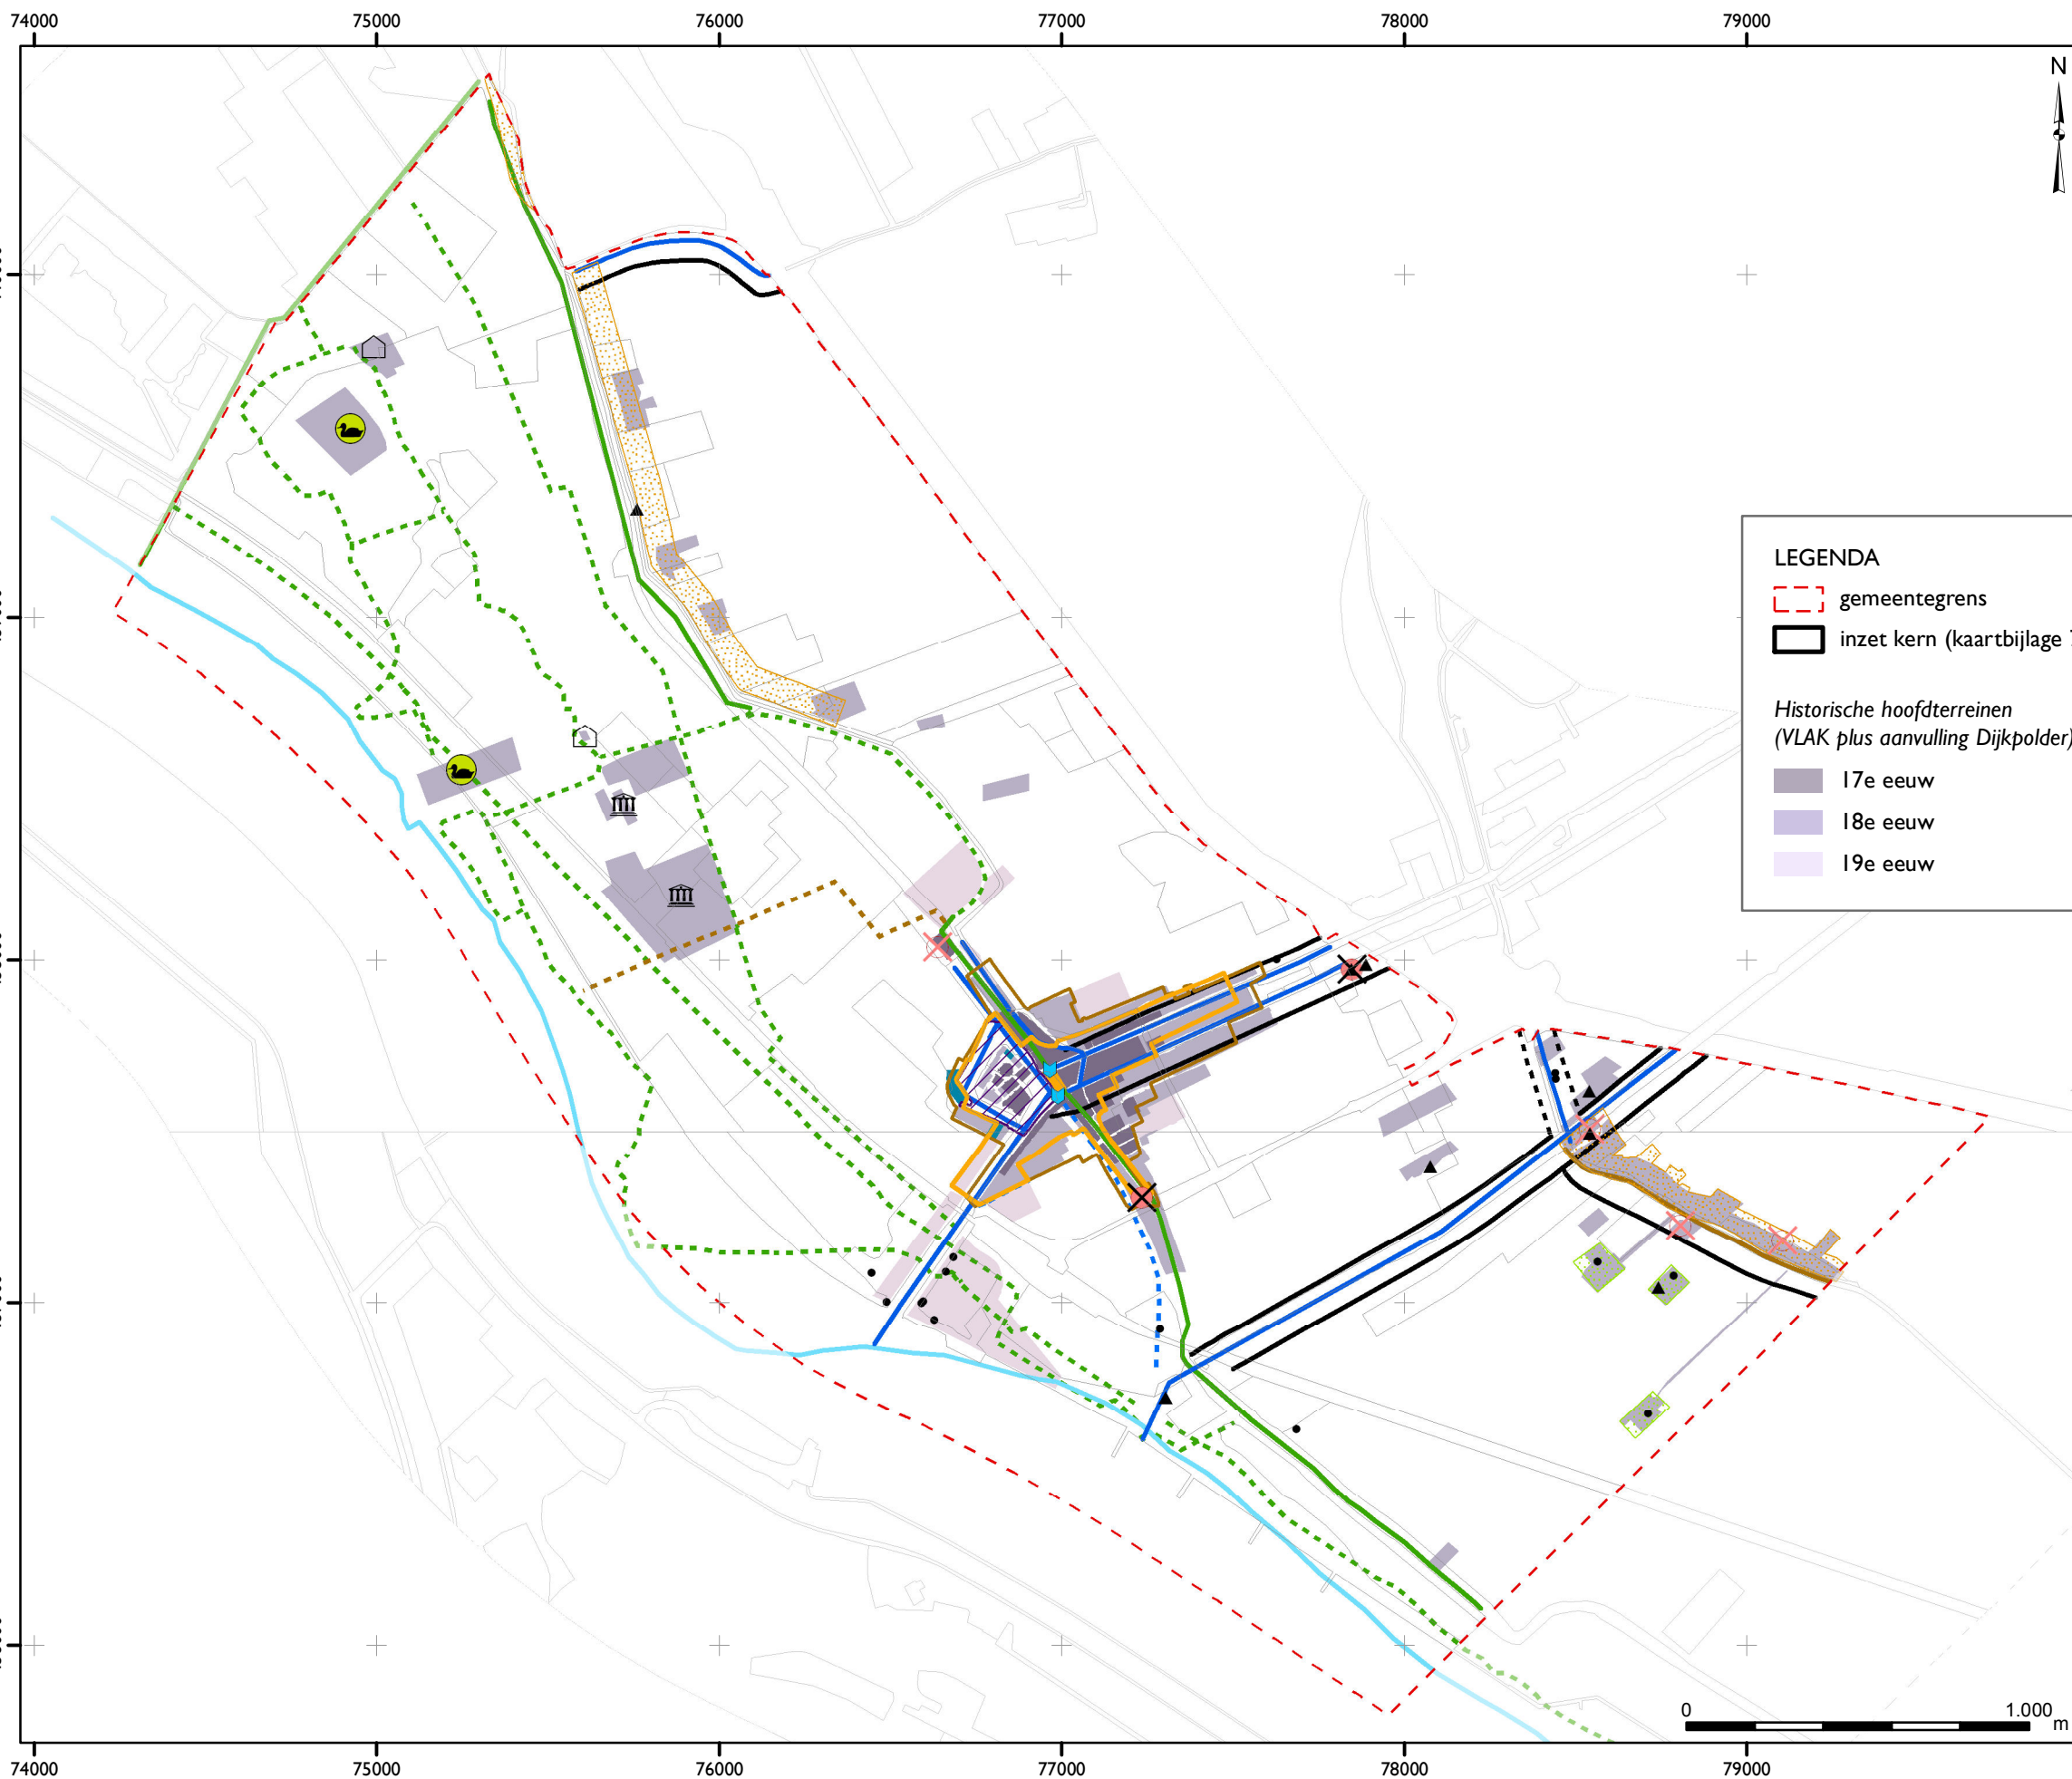 74000 75000 76000 77000 78000 79000
N
LEGENDA
gemeentegrens
inzet kern (kaartbijlage
Historische hoofdterreinen
(VLAK plus aanvulling Dijkpolder)
17e eeuw
18e eeuw
19e eeuw
0 1.000 m
74000 75000 76000 77000 78000 79000